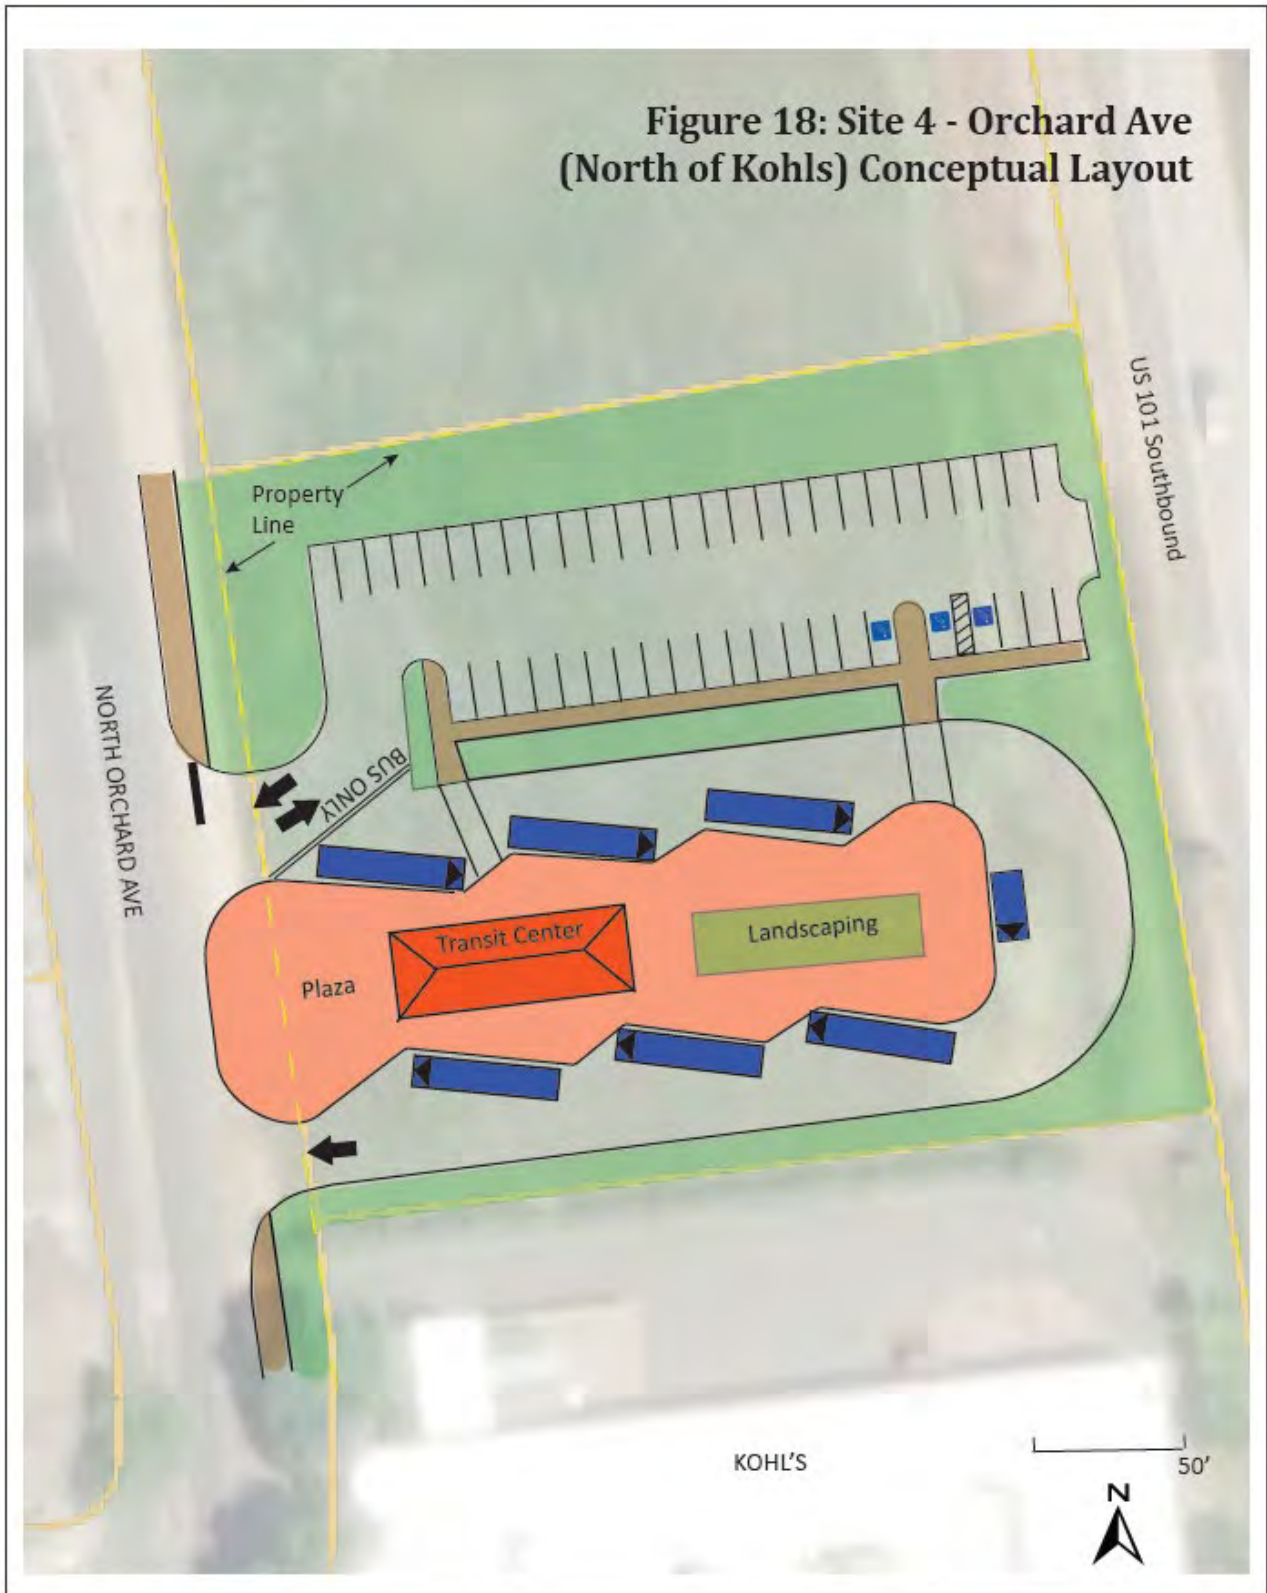 Figure 18: Site 4 - Orchard Ave
(North of Kohls) Conceptual Layout
US 101 Southbound
Property
Line
NORTH ORCHARD AVE
BUS ONLY
Transit Center
Landscaping
Plaza
KOHL'S
50'
N